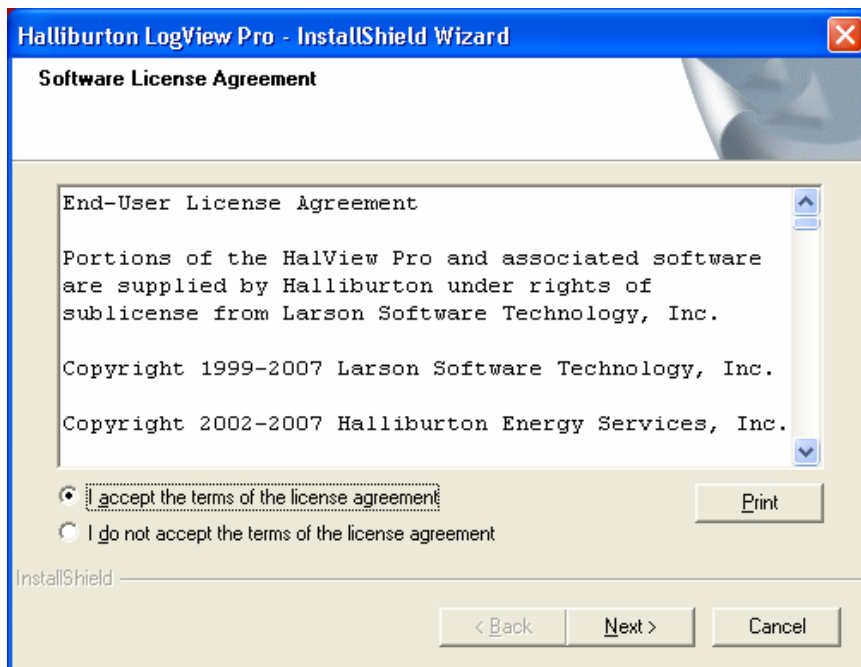 Halliburton LogView Pro - InstallShield Wizard
Software License Agreement
End-User License Agreement
Portions of the HalView Pro and associated software
are supplied by Halliburton under rights of
sublicense from Larson Software Technology, Inc.
Copyright 1999-2007 Larson Software Technology, Inc.
Copyright 2002-2007 Halliburton Energy Services, Inc.
I accept the terms of the license agreement
Print
I do not accept the terms of the license agreement
InstallShield
< Back
Next >
Cancel